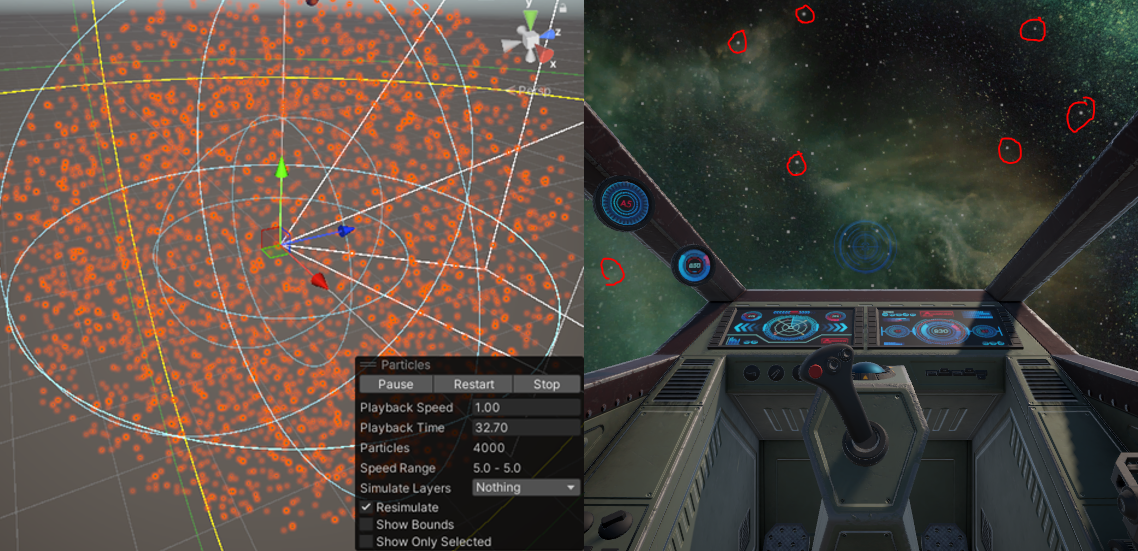 y
z
x
Persp
Particles
Pause Restart Stop
Playback Speed 1.00
Playback Time 32.70
Particles 4000
Speed Range 5.0 - 5.0
Simulate Layers Nothing
Resimulate
Show Bounds
Show Only Selected